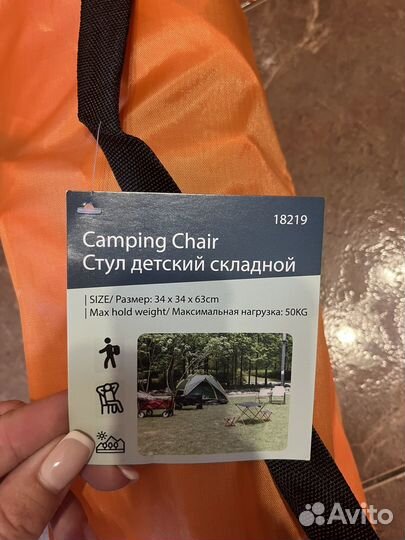 18219
Camping Chair
Стул детский складной
| SIZE/ Размер: 34 x 34 x 63cm
| Max hold weight/ Максимальная нагрузка: 50KG
Avito